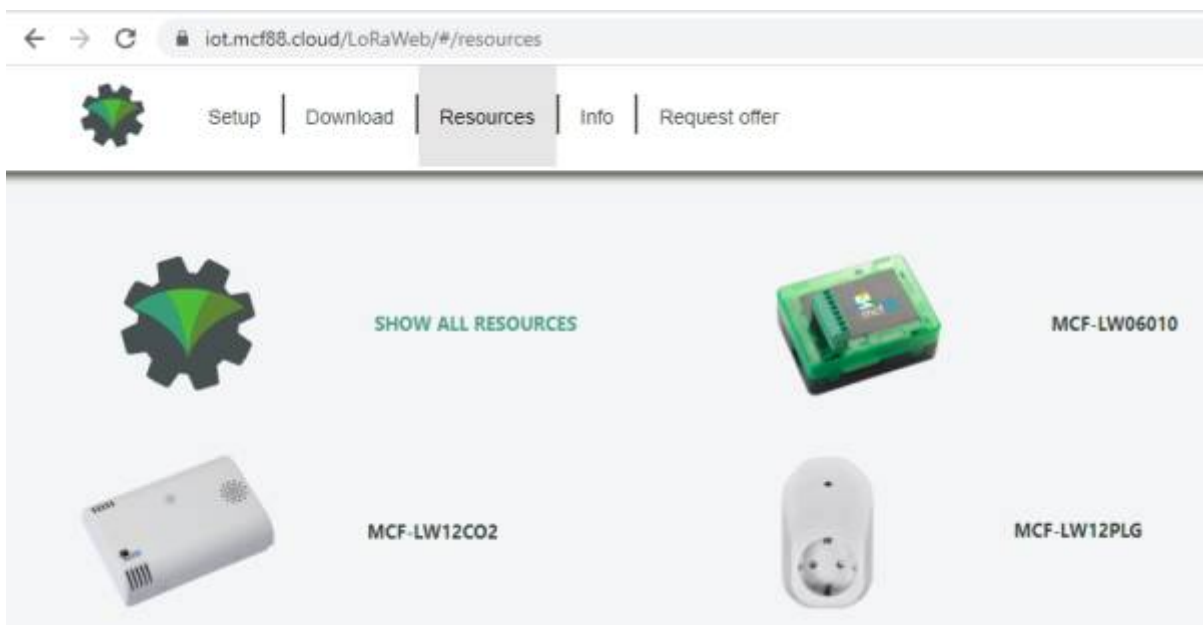 iot.mcf88.cloud/LoRaWeb/#/resources
Setup | Download | Resources | Info | Request offer
SHOW ALL RESOURCES
MCF-LW06010
MCF-LW12CO2
MCF-LW12PLG